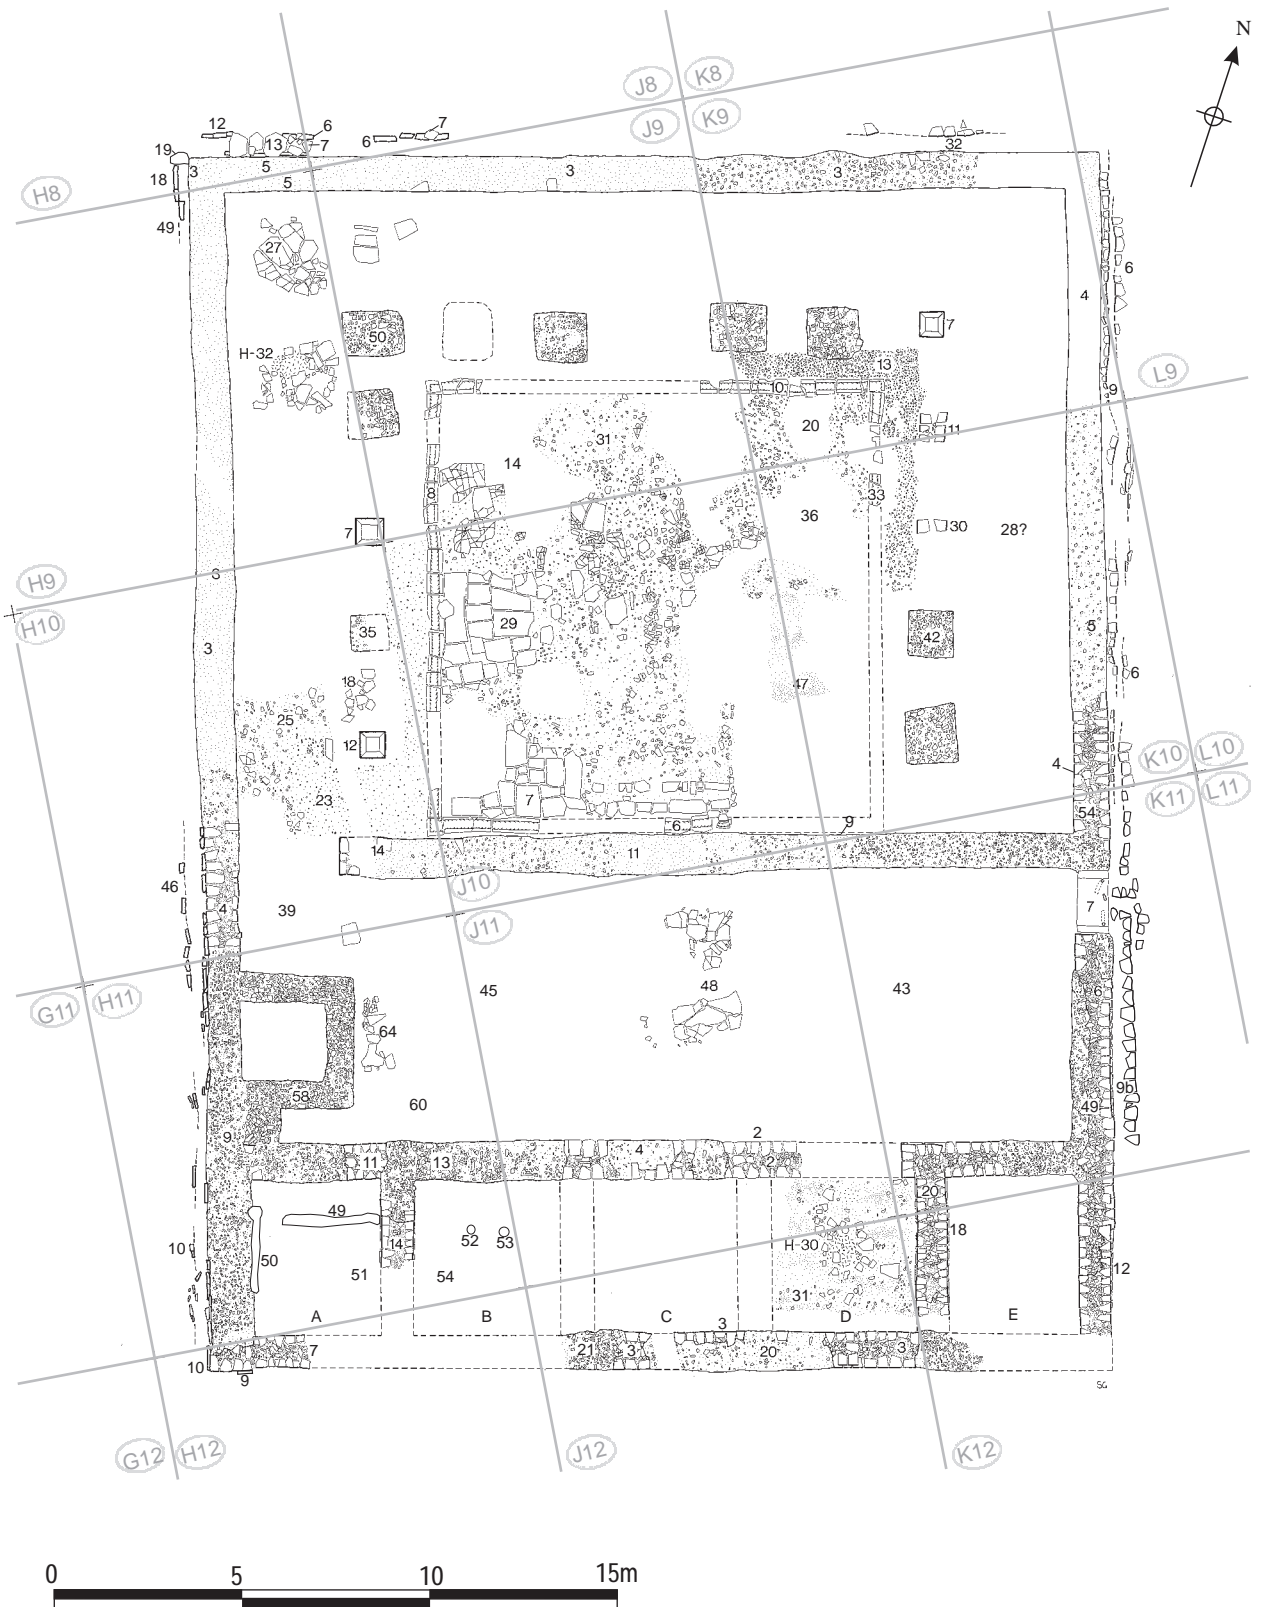 N
J8 K8
J9 K9
12 6 7
13 7 6
32
19 3 5 3 3
18 5
H8
49
27
6
4
50 7
H-32 13
L9
10 9
20 11
31
14
8 33
7 36 30 28?
H9
3
H10
35 29 42 5
3
18 47 6
25
12 K10 L10
4 K11 L11
23 7 54
6 9
14 11
46 J10
4 39 7
J11
45 48 43 6
G11 H11
64
58 60 9b
49
9 2
11 13 4 2
20
49 18
52 53
14 H-30
10 50 51 54 12
31
A B C D E
3
7 21 3 20 3
10
9
SG
G12 H12 J12 K12
0 5 10 15m